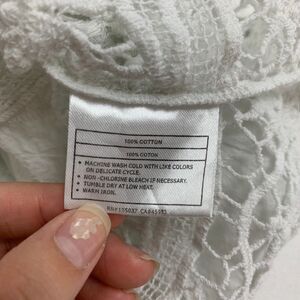 100% COTTON
100% COTON
• MACHINE WASH COLD WITH LIKE COLORS
ON DELICATE CYCLE.
• NON-CHLORINE BLEACH IF NECESSARY.
• TUMBLE DRY AT LOW HEAT.
• WARM IRON.